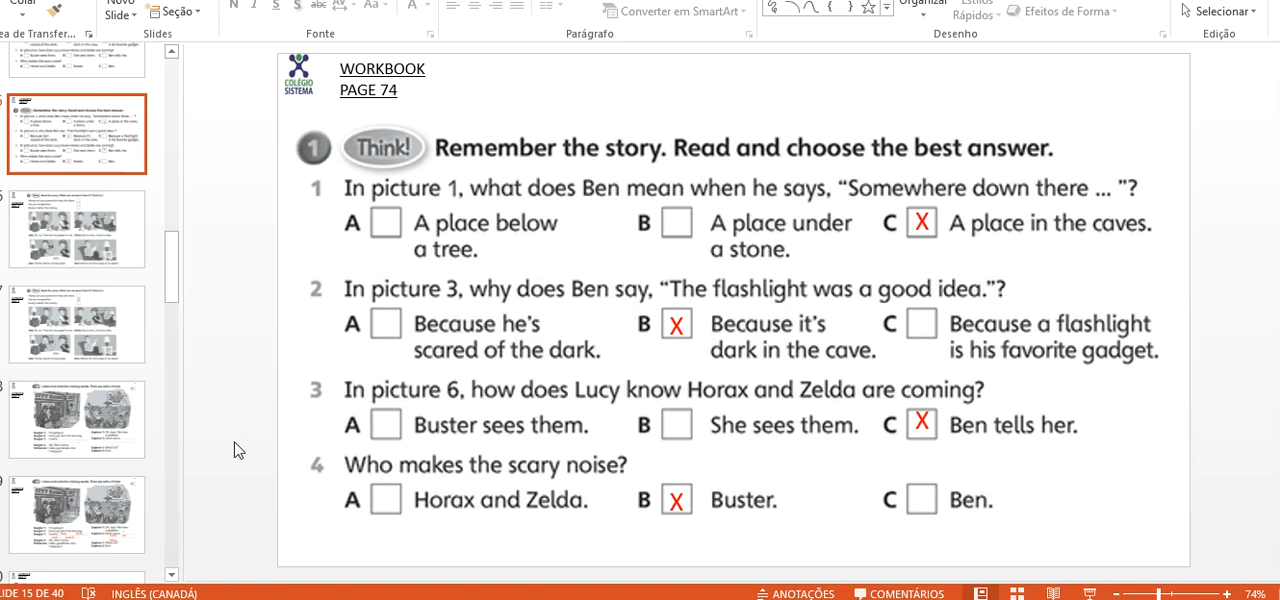 Colar
Novo
Slide
Seção
N I S S abc AV Aa A
Converter em SmartArt
Organizar
Estilos
Rápidos
Efeitos de Forma
Selecionar
ea de Transfer...
Slides
Fonte
Parágrafo
Desenho
Edição
COLÉGIO
SISTEMA
WORKBOOK
PAGE 74
1 Think! Remember the story. Read and choose the best answer.
1 In picture 1, what does Ben mean when he says, “Somewhere down there ... ”?
A A place below B A place under C X A place in the caves.
a tree. a stone.
2 In picture 3, why does Ben say, “The flashlight was a good idea.”?
A Because he's B X Because it's C Because a flashlight
scared of the dark. dark in the cave. is his favorite gadget.
3 In picture 6, how does Lucy know Horax and Zelda are coming?
A Buster sees them. B She sees them. C X Ben tells her.
4 Who makes the scary noise?
A Horax and Zelda. B X Buster. C Ben.
LIDE 15 DE 40 INGLÊS (CANADÁ) ANOTAÇÕES COMENTÁRIOS 74%